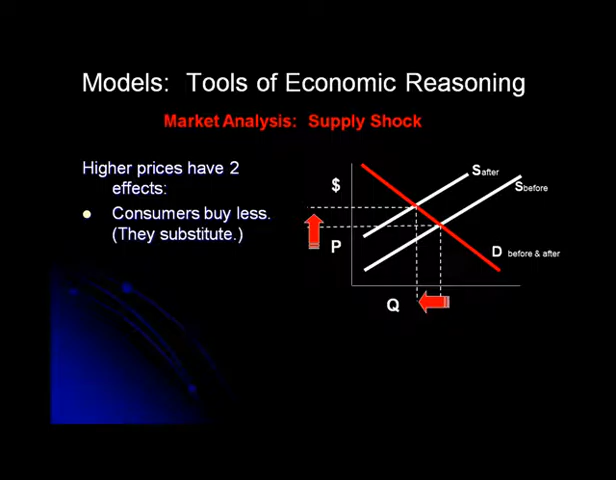 Models: Tools of Economic Reasoning
Market Analysis: Supply Shock
Higher prices have 2
effects:
Consumers buy less.
(They substitute.)
$
P
Q
S after
S before
D before & after